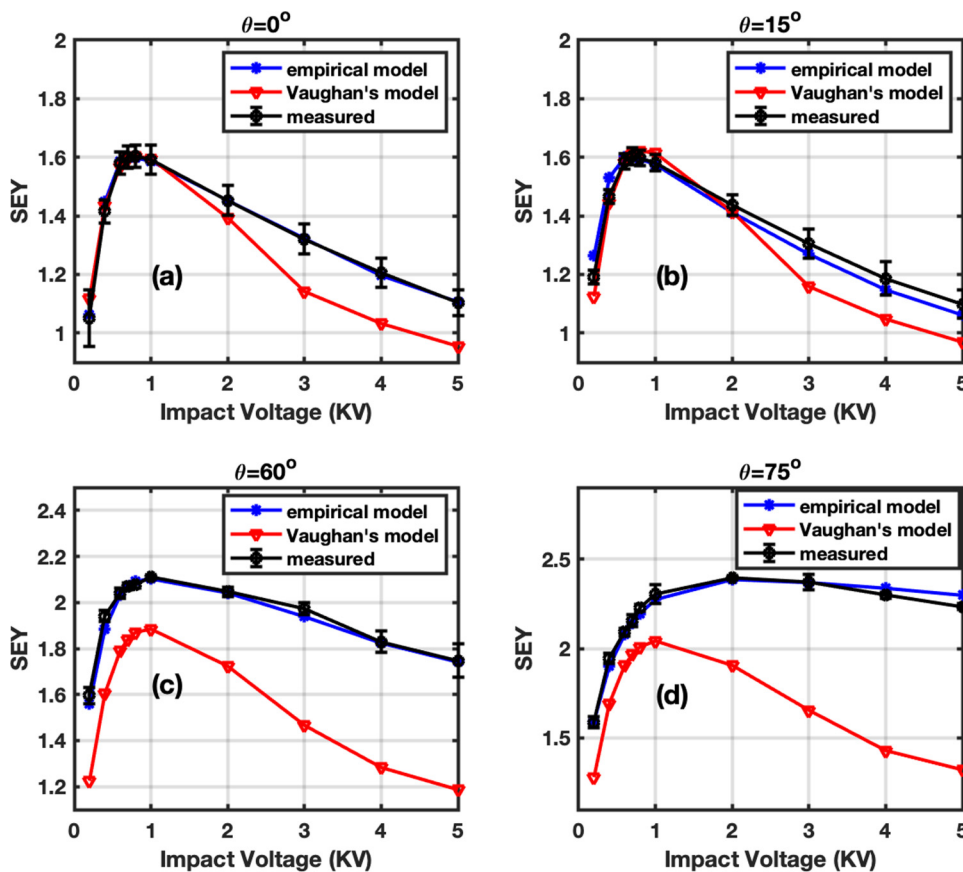 θ=0°
2
1.8
1.6
1.4
1.2
1
SEY
empirical model
Vaughan's model
measured
(a)
0 1 2 3 4 5
Impact Voltage (KV)
θ=15°
2
1.8
1.6
1.4
1.2
1
SEY
empirical model
Vaughan's model
measured
(b)
0 1 2 3 4 5
Impact Voltage (KV)
θ=60°
2.4
2.2
2
1.8
1.6
1.4
1.2
SEY
empirical model
Vaughan's model
measured
(c)
0 1 2 3 4 5
Impact Voltage (KV)
θ=75°
2.5
2
1.5
SEY
empirical model
Vaughan's model
measured
(d)
0 1 2 3 4 5
Impact Voltage (KV)